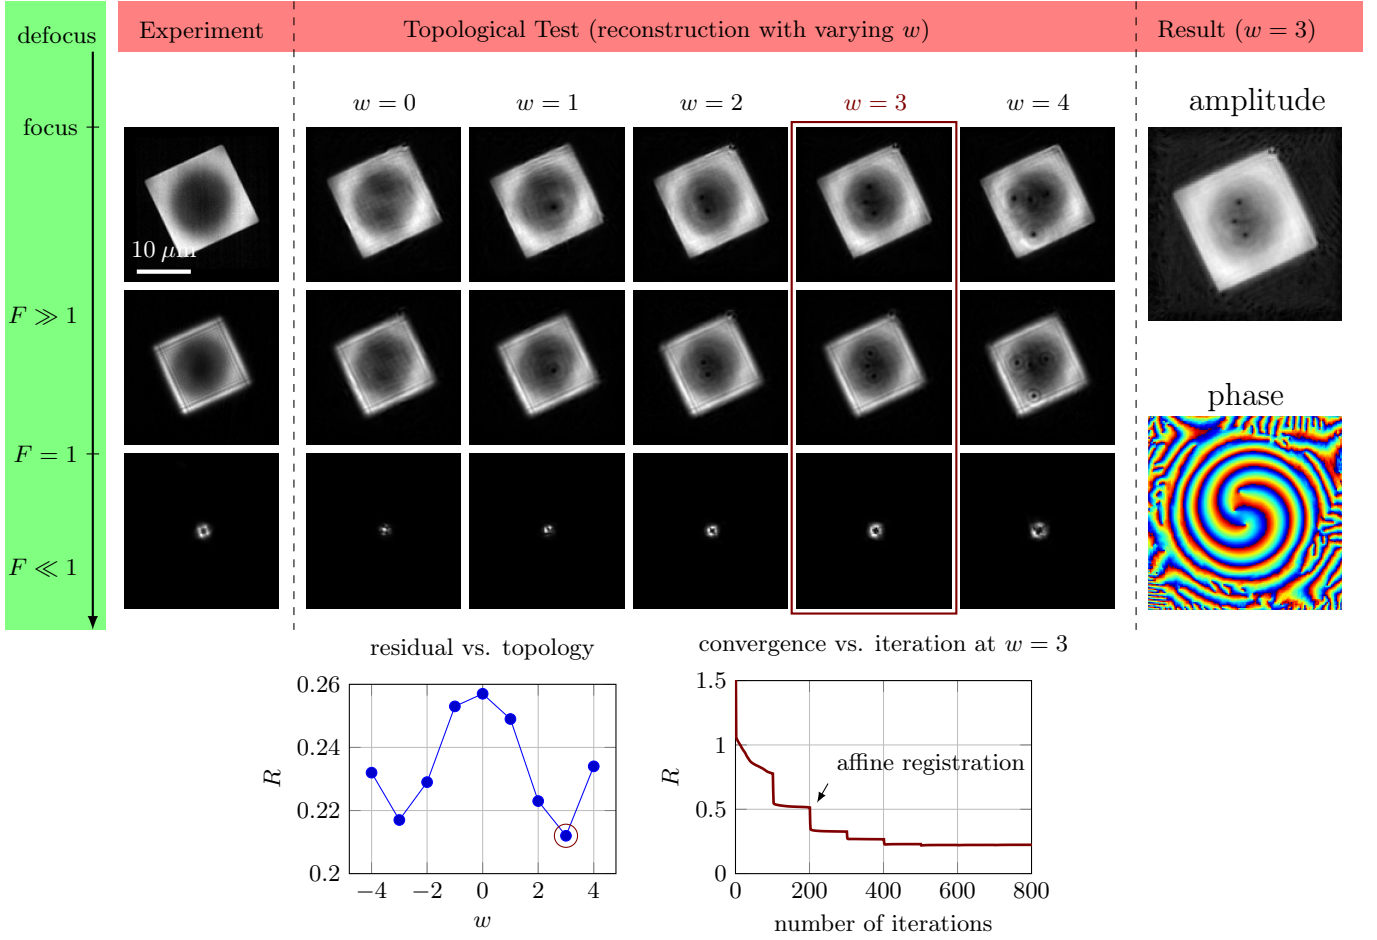 defocus
Experiment
Topological Test (reconstruction with varying w)
Result (w = 3)
w = 0
w = 1
w = 2
w = 3
w = 4
amplitude
focus
10 μm
F ≫ 1
phase
F = 1
F ≪ 1
residual vs. topology
convergence vs. iteration at w = 3
0.26
0.24
0.22
0.2
R
−4
−2
0
2
4
w
1.5
1
0.5
0
R
affine registration
0
200
400
600
800
number of iterations